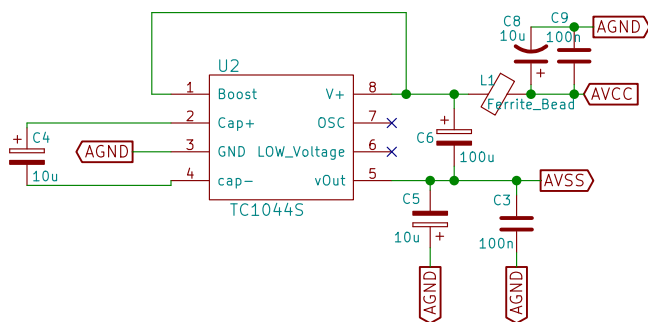 C8
10u
C9
100n
AGND
U2
1
Boost
V+
8
L1
Ferrite_Bead
AVCC
2
Cap+
OSC
7
C4
10u
AGND
3
GND
LOW_Voltage
6
C6
100u
4
cap-
vOut
5
AVSS
TC1044S
C5
10u
C3
100n
AGND
AGND
+
+
+
+